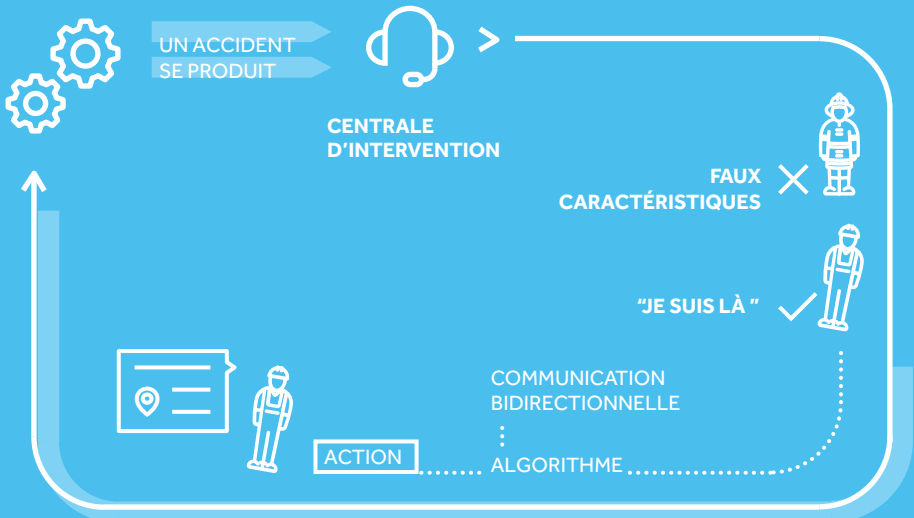 UN ACCIDENT
SE PRODUIT
CENTRALE
D'INTERVENTION
FAUX
CARACTÉRISTIQUES
“JE SUIS LÀ ”
COMMUNICATION
BIDIRECTIONNELLE
ACTION
ALGORITHME